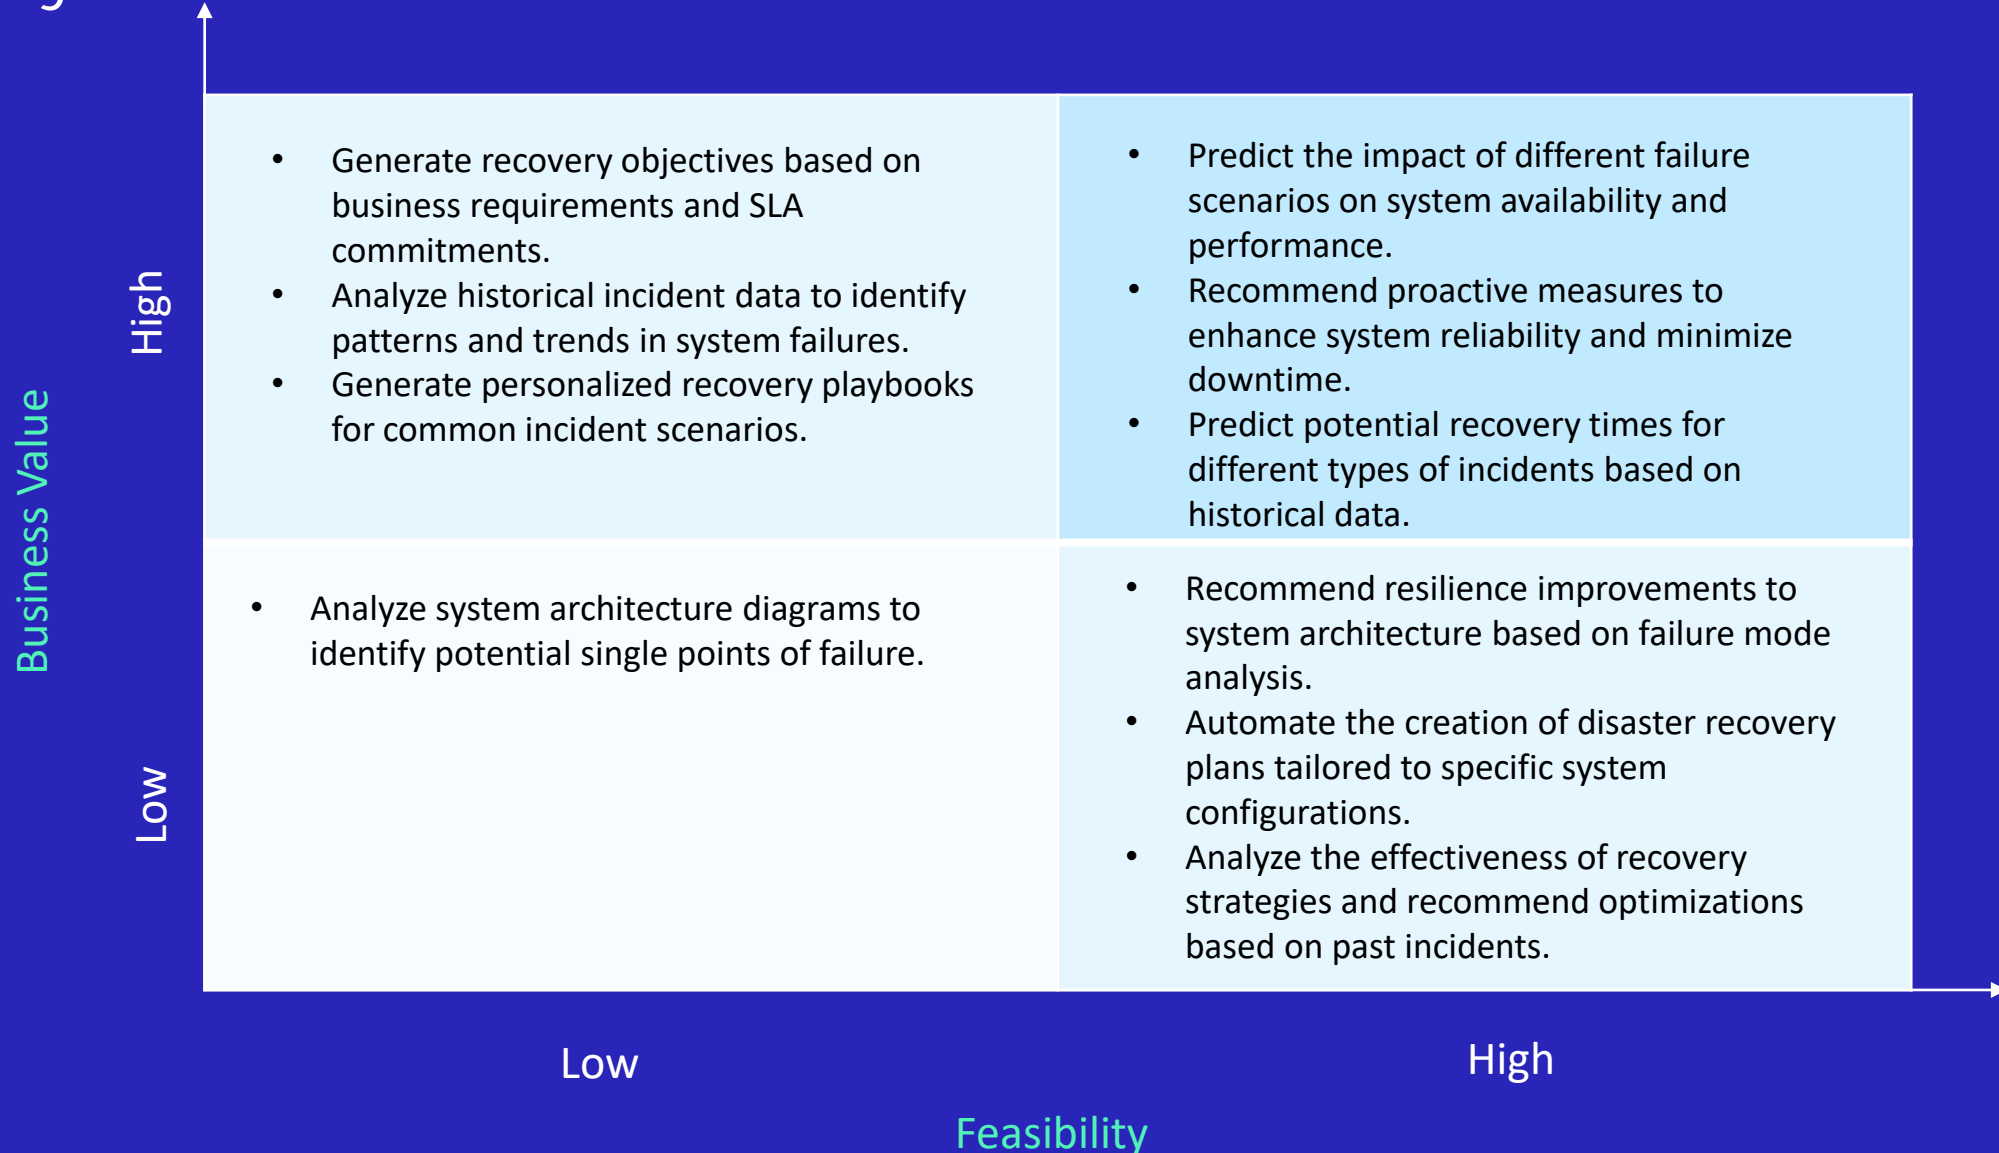 Business Value
High
Low
• Generate recovery objectives based on
business requirements and SLA
commitments.
• Analyze historical incident data to identify
patterns and trends in system failures.
• Generate personalized recovery playbooks
for common incident scenarios.
• Predict the impact of different failure
scenarios on system availability and
performance.
• Recommend proactive measures to
enhance system reliability and minimize
downtime.
• Predict potential recovery times for
different types of incidents based on
historical data.
• Analyze system architecture diagrams to
identify potential single points of failure.
• Recommend resilience improvements to
system architecture based on failure mode
analysis.
• Automate the creation of disaster recovery
plans tailored to specific system
configurations.
• Analyze the effectiveness of recovery
strategies and recommend optimizations
based on past incidents.
Low
High
Feasibility